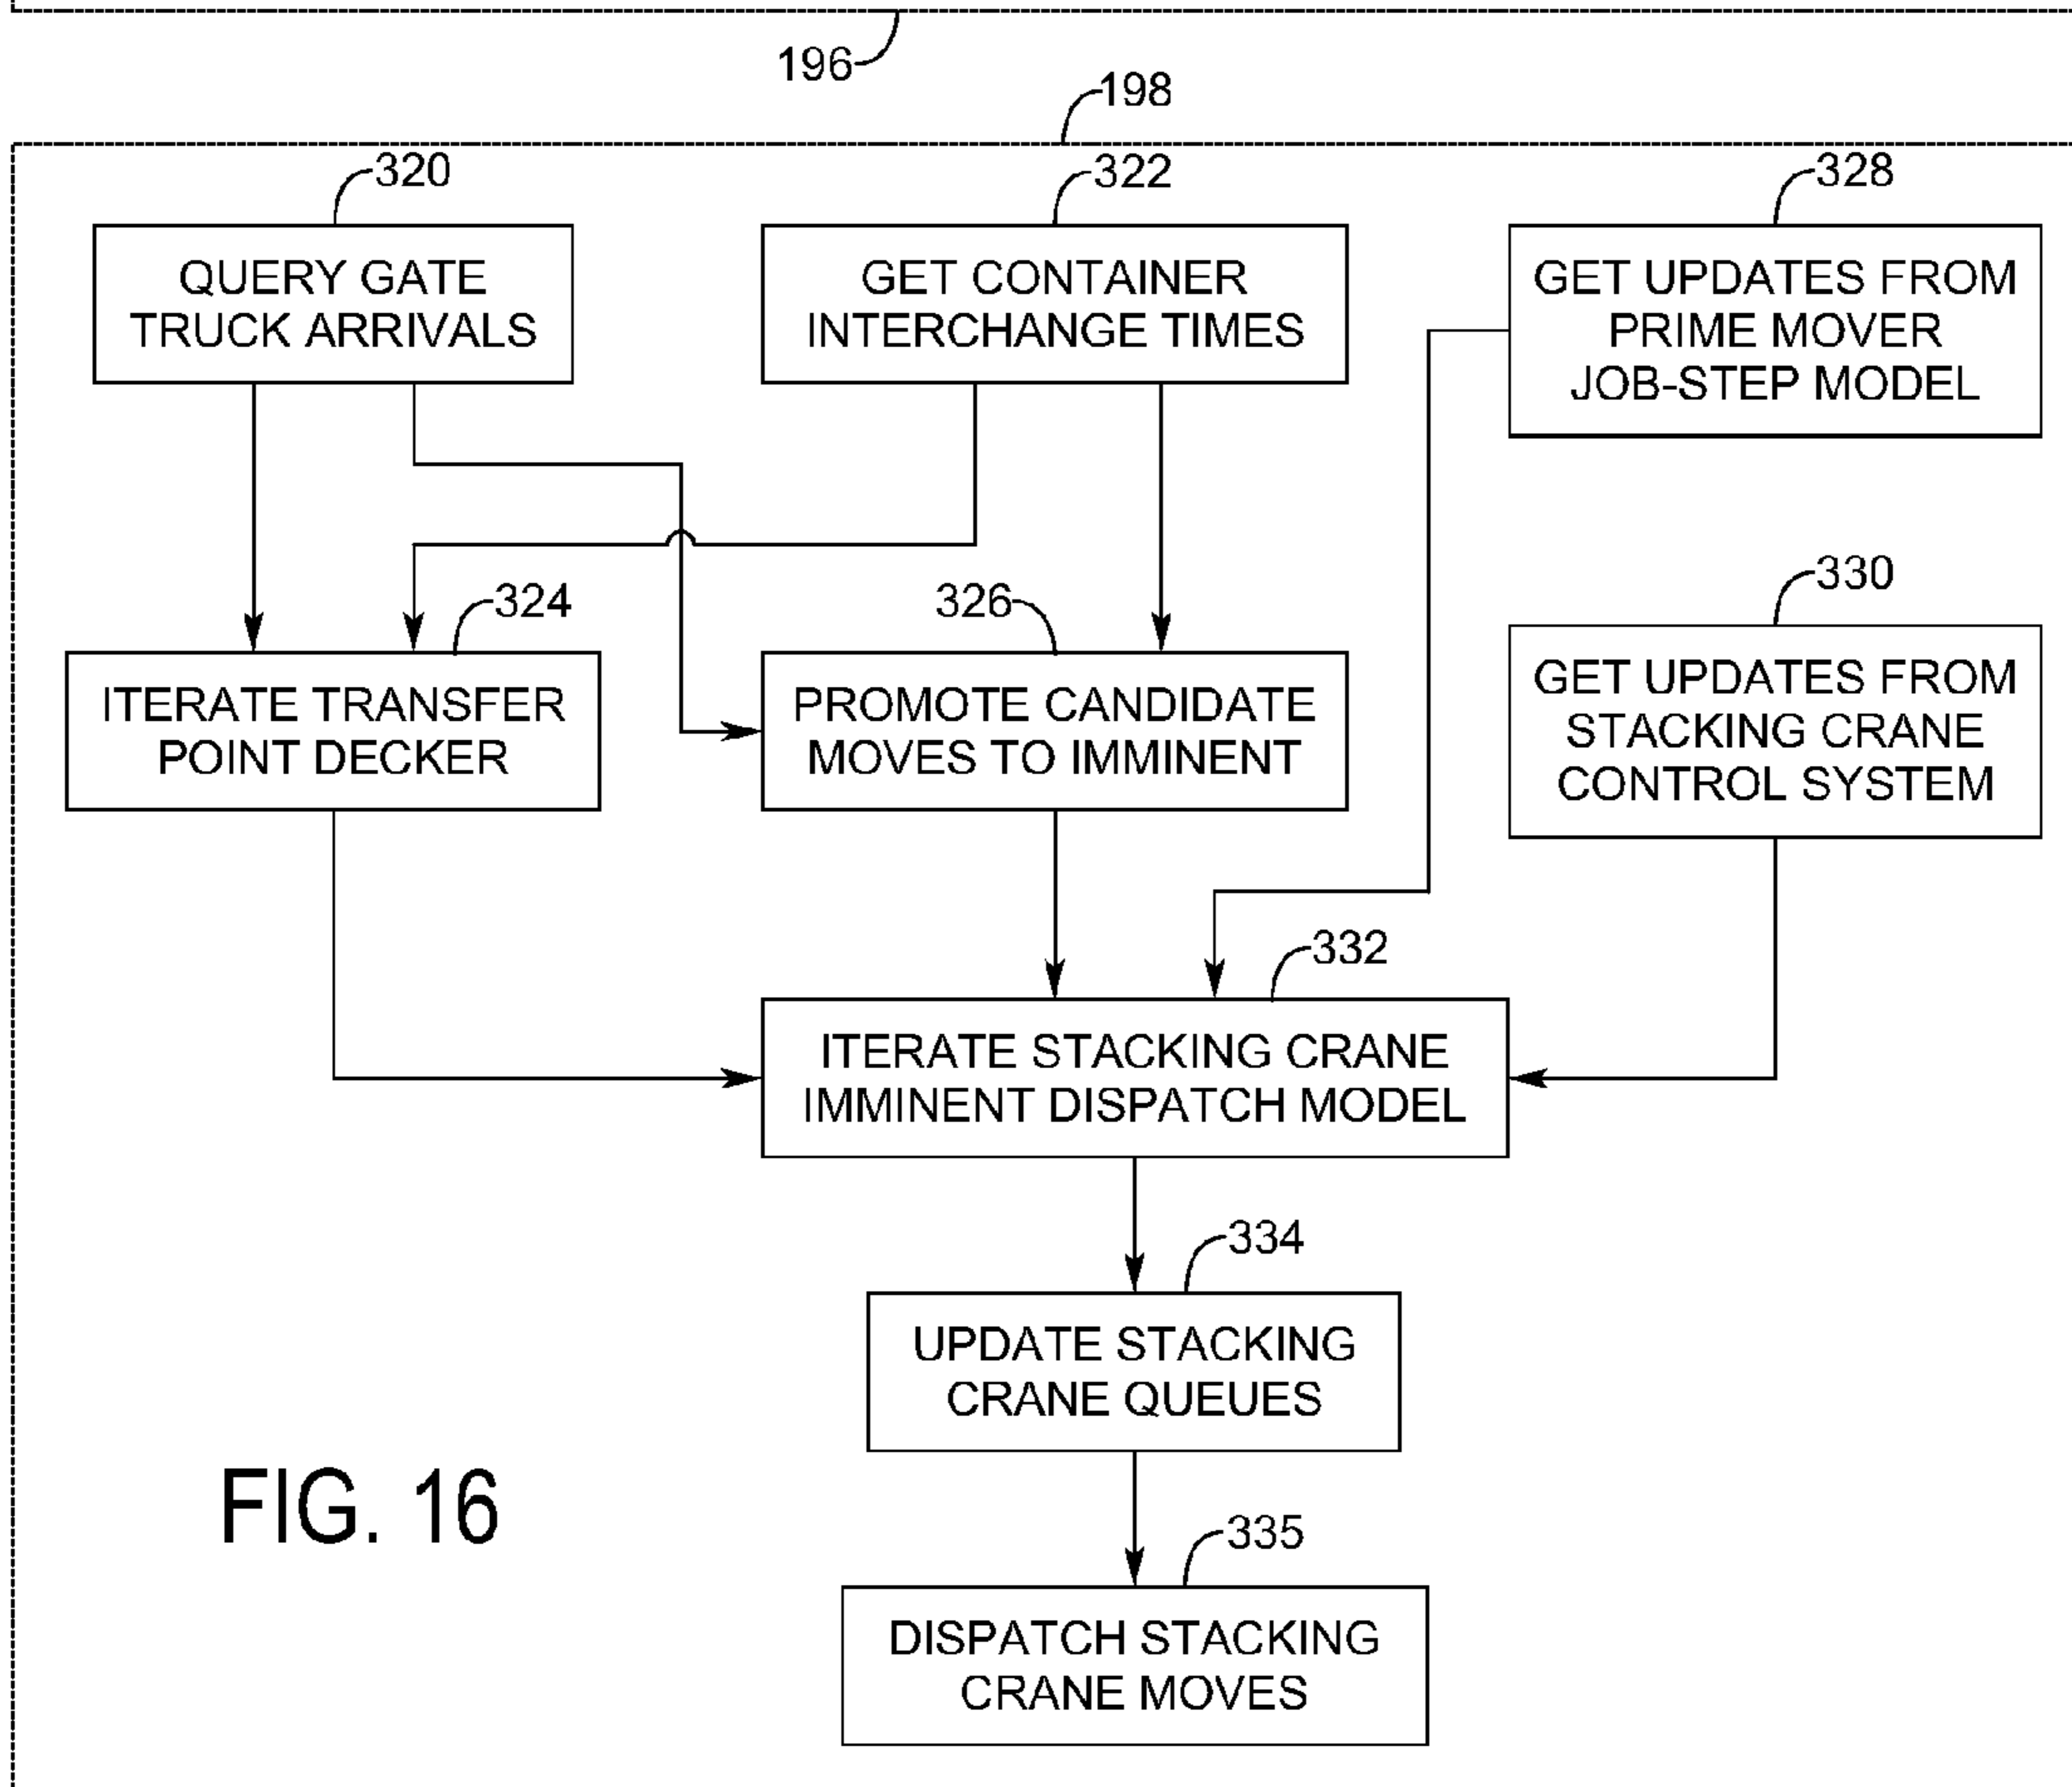 196
198
320
322
328
QUERY GATE
TRUCK ARRIVALS
GET CONTAINER
INTERCHANGE TIMES
GET UPDATES FROM
PRIME MOVER
JOB-STEP MODEL
324
326
330
ITERATE TRANSFER
POINT DECKER
PROMOTE CANDIDATE
MOVES TO IMMINENT
GET UPDATES FROM
STACKING CRANE
CONTROL SYSTEM
332
ITERATE STACKING CRANE
IMMINENT DISPATCH MODEL
334
UPDATE STACKING
CRANE QUEUES
FIG. 16
335
DISPATCH STACKING
CRANE MOVES